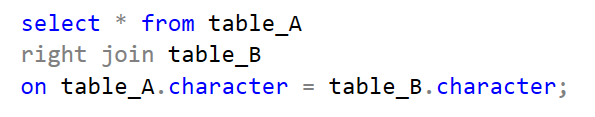 select * from table_A
right join table_B
on table_A.character = table_B.character;